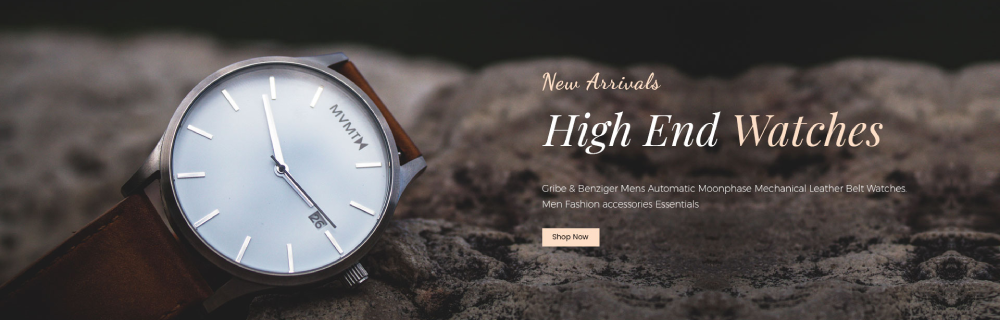 MVMT
26
New Arrivals
High End Watches
Gribe & Benziger Mens Automatic Moonphase Mechanical Leather Belt Watches.
Men Fashion accessories Essentials
Shop Now